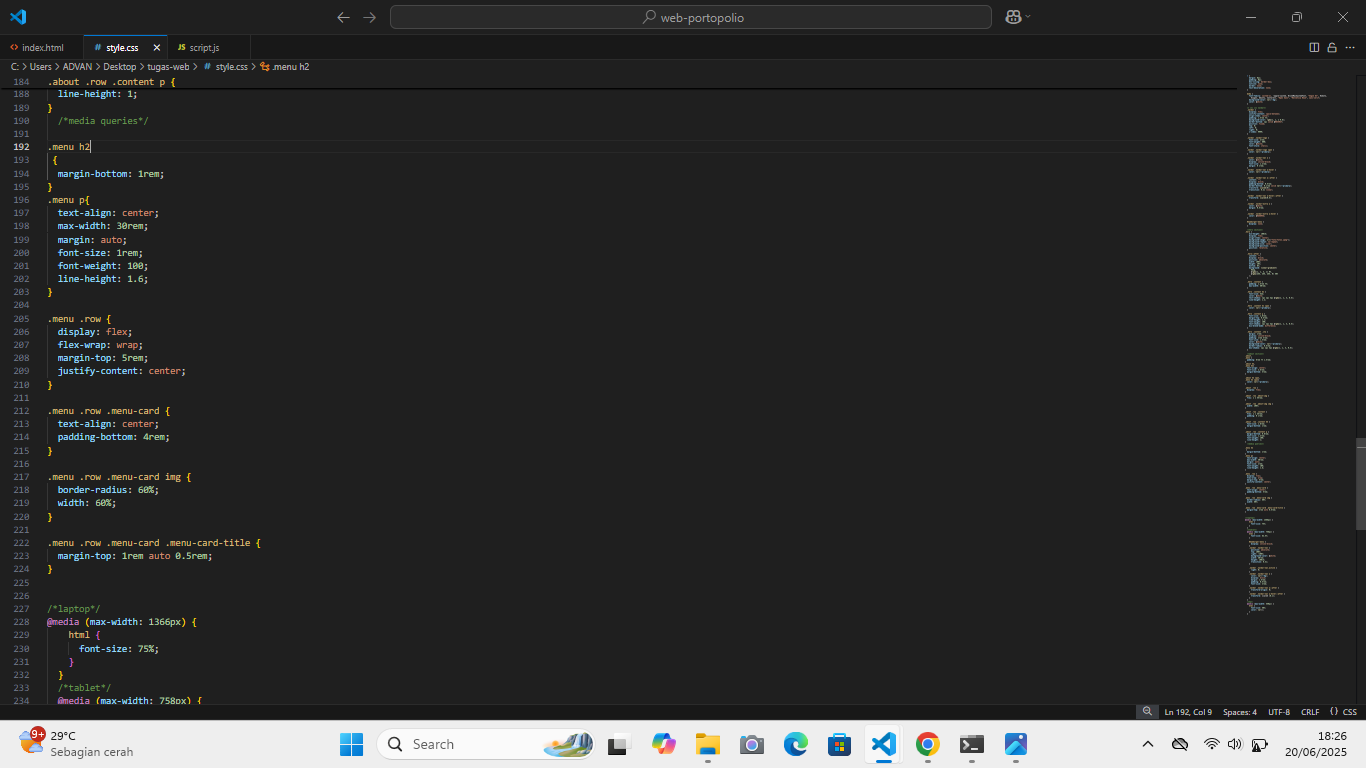 web-portopolio
index.html
# style.css
JS script.js
C: > Users > ADVAN > Desktop > tugas-web > # style.css > .menu h2
184 .about .row .content p {
188 line-height: 1;
189 }
190 /*media queries*/
191
192 .menu h2
193 {
194 margin-bottom: 1rem;
195 }
196 .menu p{
197 text-align: center;
198 max-width: 30rem;
199 margin: auto;
200 font-size: 1rem;
201 font-weight: 100;
202 line-height: 1.6;
203 }
204
205 .menu .row {
206 display: flex;
207 flex-wrap: wrap;
208 margin-top: 5rem;
209 justify-content: center;
210 }
211
212 .menu .row .menu-card {
213 text-align: center;
214 padding-bottom: 4rem;
215 }
216
217 .menu .row .menu-card img {
218 border-radius: 60%;
219 width: 60%;
220 }
221
222 .menu .row .menu-card .menu-card-title {
223 margin-top: 1rem auto 0.5rem;
224 }
225
226
227 /*laptop*/
228 @media (max-width: 1366px) {
229 html {
230 font-size: 75%;
231 }
232 }
233 /*tablet*/
234 @media (max-width: 758px) {
Ln 192, Col 9 Spaces: 4 UTF-8 CRLF {} CSS
9+
29°C
Sebagian cerah
Search
18:26
20/06/2025